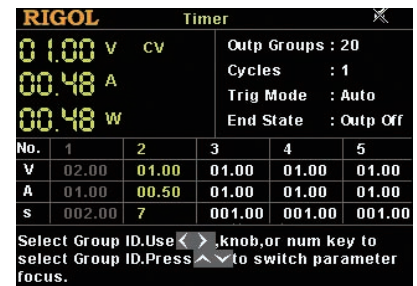 RIGOL Timer
01.00 V CV
00.48 A
00.48 W
Outp Groups : 20
Cycles : 1
Trig Mode : Auto
End State : Outp Off
No. 1 2 3 4 5
V 02.00 01.00 01.00 01.00 01.00
A 01.00 00.50 01.00 01.00 01.00
s 002.00 7 001.00 001.00 001.00
Select Group ID.Use < > ,knob,or num key to
select Group ID.Press ∧ ∨ to switch parameter
focus.